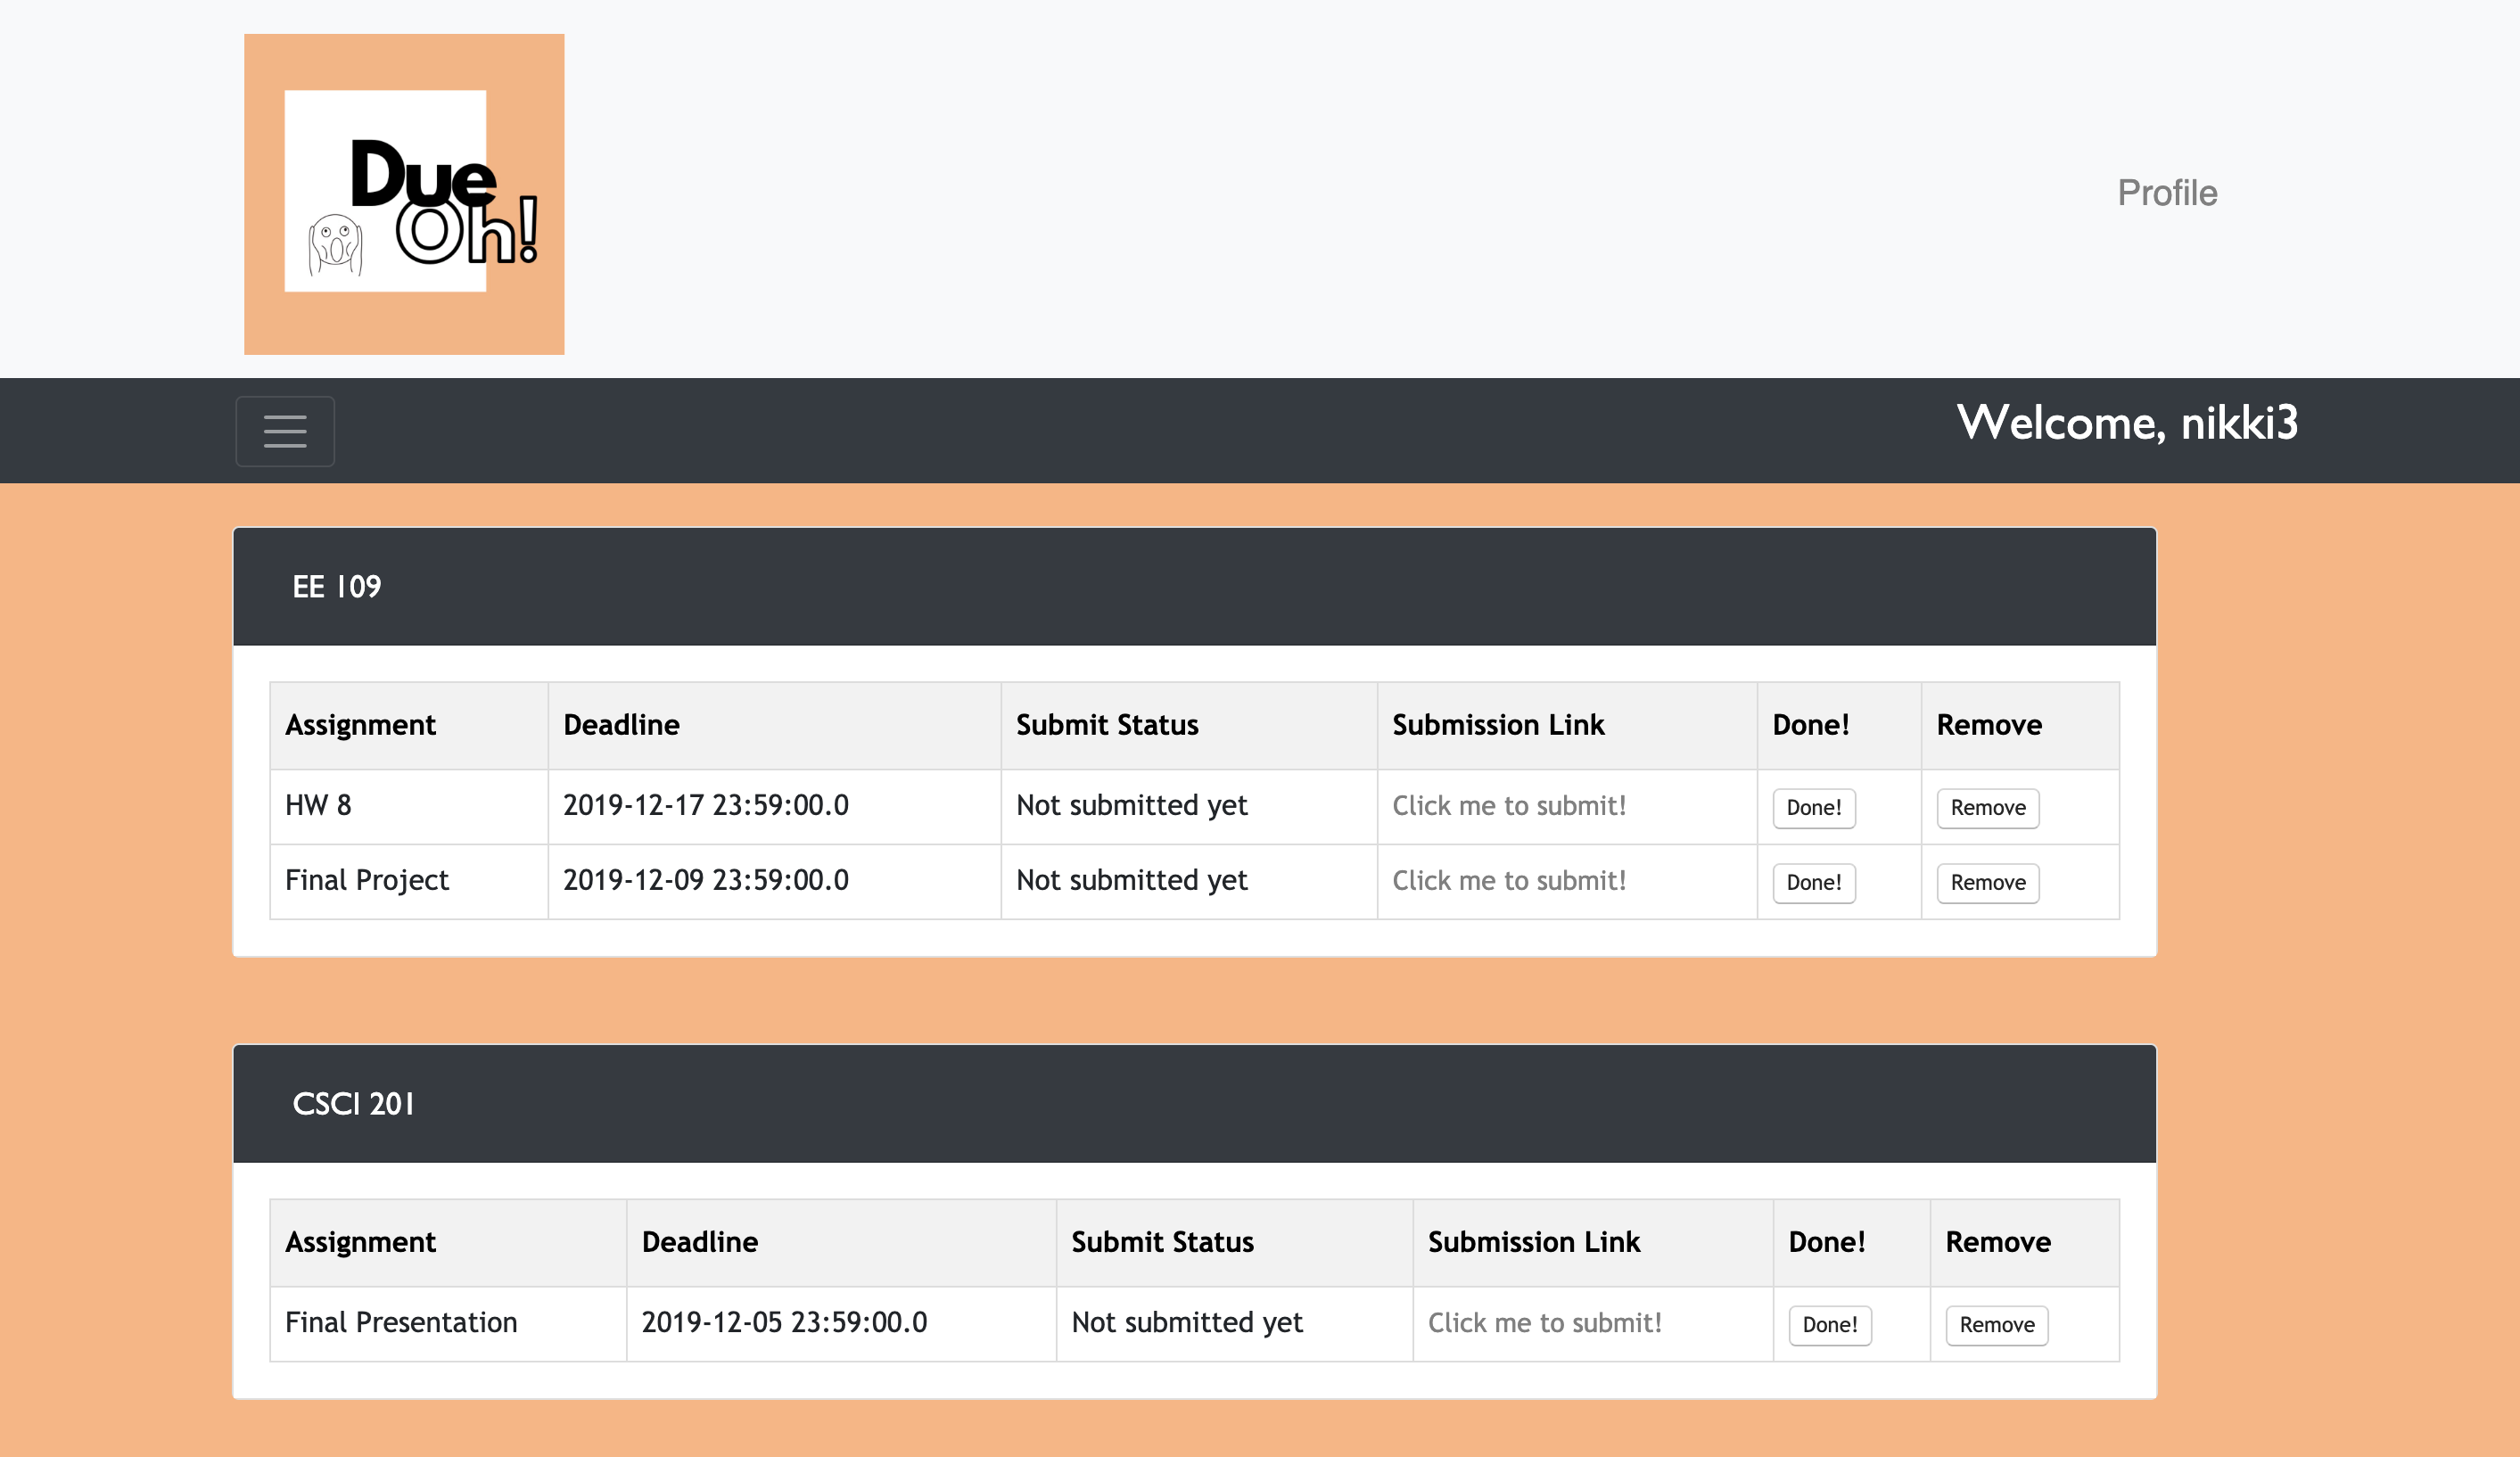 Due
Oh!
Profile
Welcome, nikki3
EE 109
Assignment Deadline Submit Status Submission Link Done! Remove
HW 8 2019-12-17 23:59:00.0 Not submitted yet Click me to submit! Done! Remove
Final Project 2019-12-09 23:59:00.0 Not submitted yet Click me to submit! Done! Remove
CSCI 201
Assignment Deadline Submit Status Submission Link Done! Remove
Final Presentation 2019-12-05 23:59:00.0 Not submitted yet Click me to submit! Done! Remove